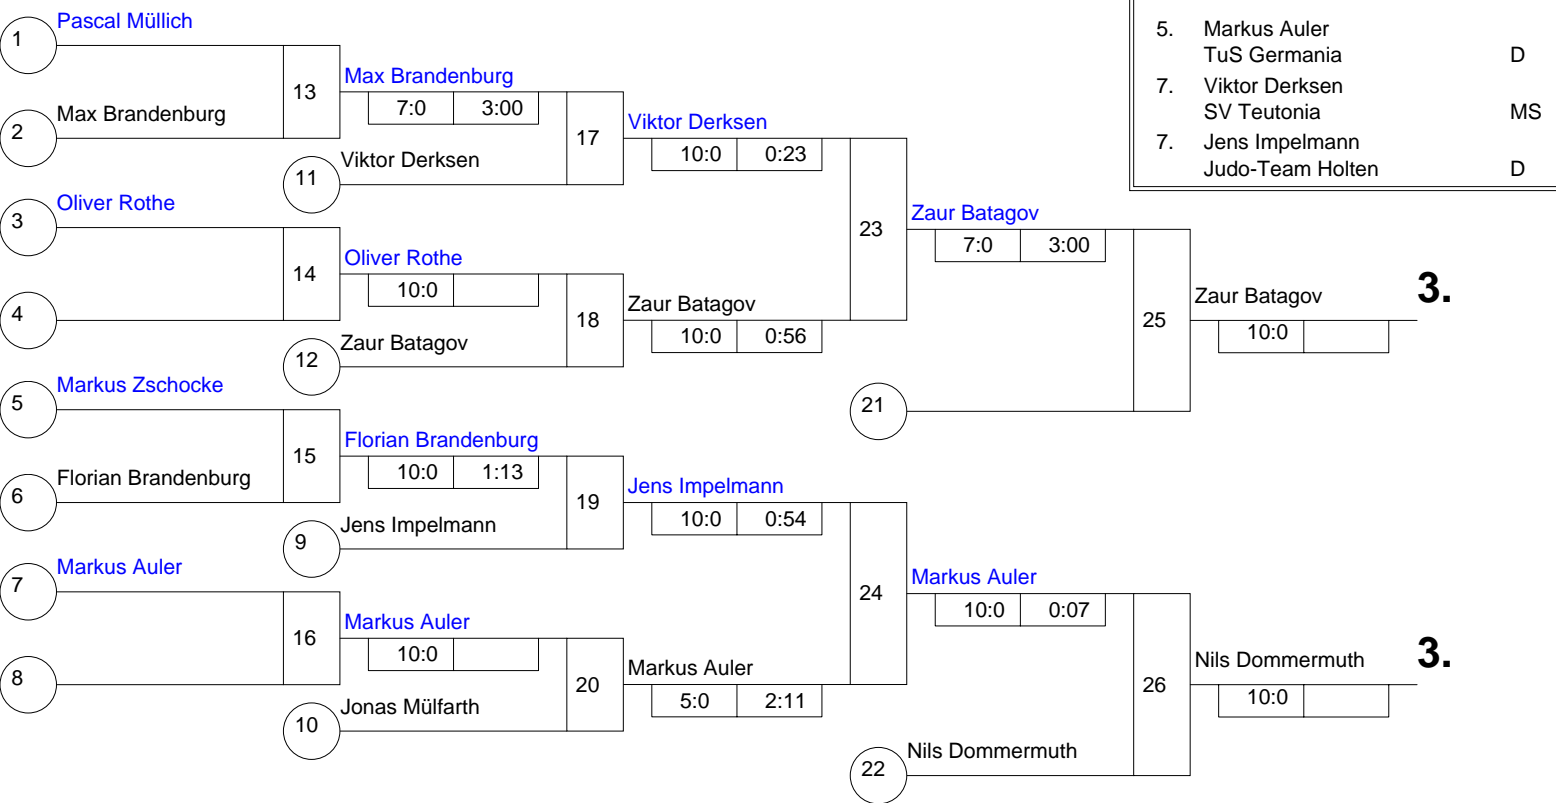 Pascal Müllich
1
13
Max Brandenburg
7:0 3:00
Max Brandenburg
2
17
Viktor Derksen
10:0 0:23
Viktor Derksen
11
Oliver Rothe
3
23
Zaur Batagov
7:0 3:00
14
Oliver Rothe
10:0
4
18
Zaur Batagov
10:0 0:56
Zaur Batagov
12
25
Zaur Batagov
3.
10:0
Markus Zschocke
5
21
15
Florian Brandenburg
10:0 1:13
Florian Brandenburg
6
19
Jens Impelmann
10:0 0:54
Jens Impelmann
9
Markus Auler
7
24
Markus Auler
10:0 0:07
16
Markus Auler
10:0
8
20
Markus Auler
5:0 2:11
Jonas Mülfarth
10
26
Nils Dommermuth
3.
10:0
Nils Dommermuth
22
5. Markus Auler
TuS Germania D
7. Viktor Derksen
SV Teutonia MS
7. Jens Impelmann
Judo-Team Holten D